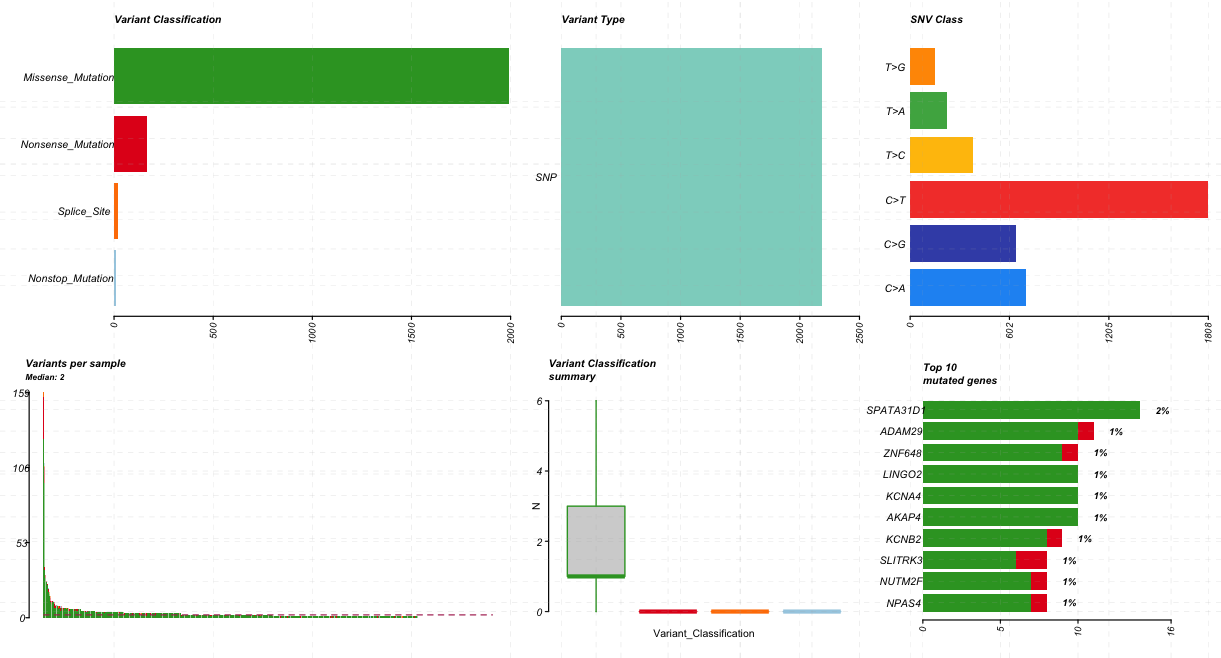 Variant Classification
Missense_Mutation
Nonsense_Mutation
Splice_Site
Nonstop_Mutation
0
500
1000
1500
2000
Variant Type
SNP
0
500
1000
1500
2000
2500
SNV Class
T>G
T>A
T>C
C>T
C>G
C>A
0
602
1205
1808
Variants per sample
Median: 2
159
106
53
0
Variant Classification
summary
N
6
4
2
0
Variant_Classification
Top 10
mutated genes
SPATA31D1 2%
ADAM29 1%
ZNF648 1%
LINGO2 1%
KCNA4 1%
AKAP4 1%
KCNB2 1%
SLITRK3 1%
NUTM2F 1%
NPAS4 1%
0
5
10
16